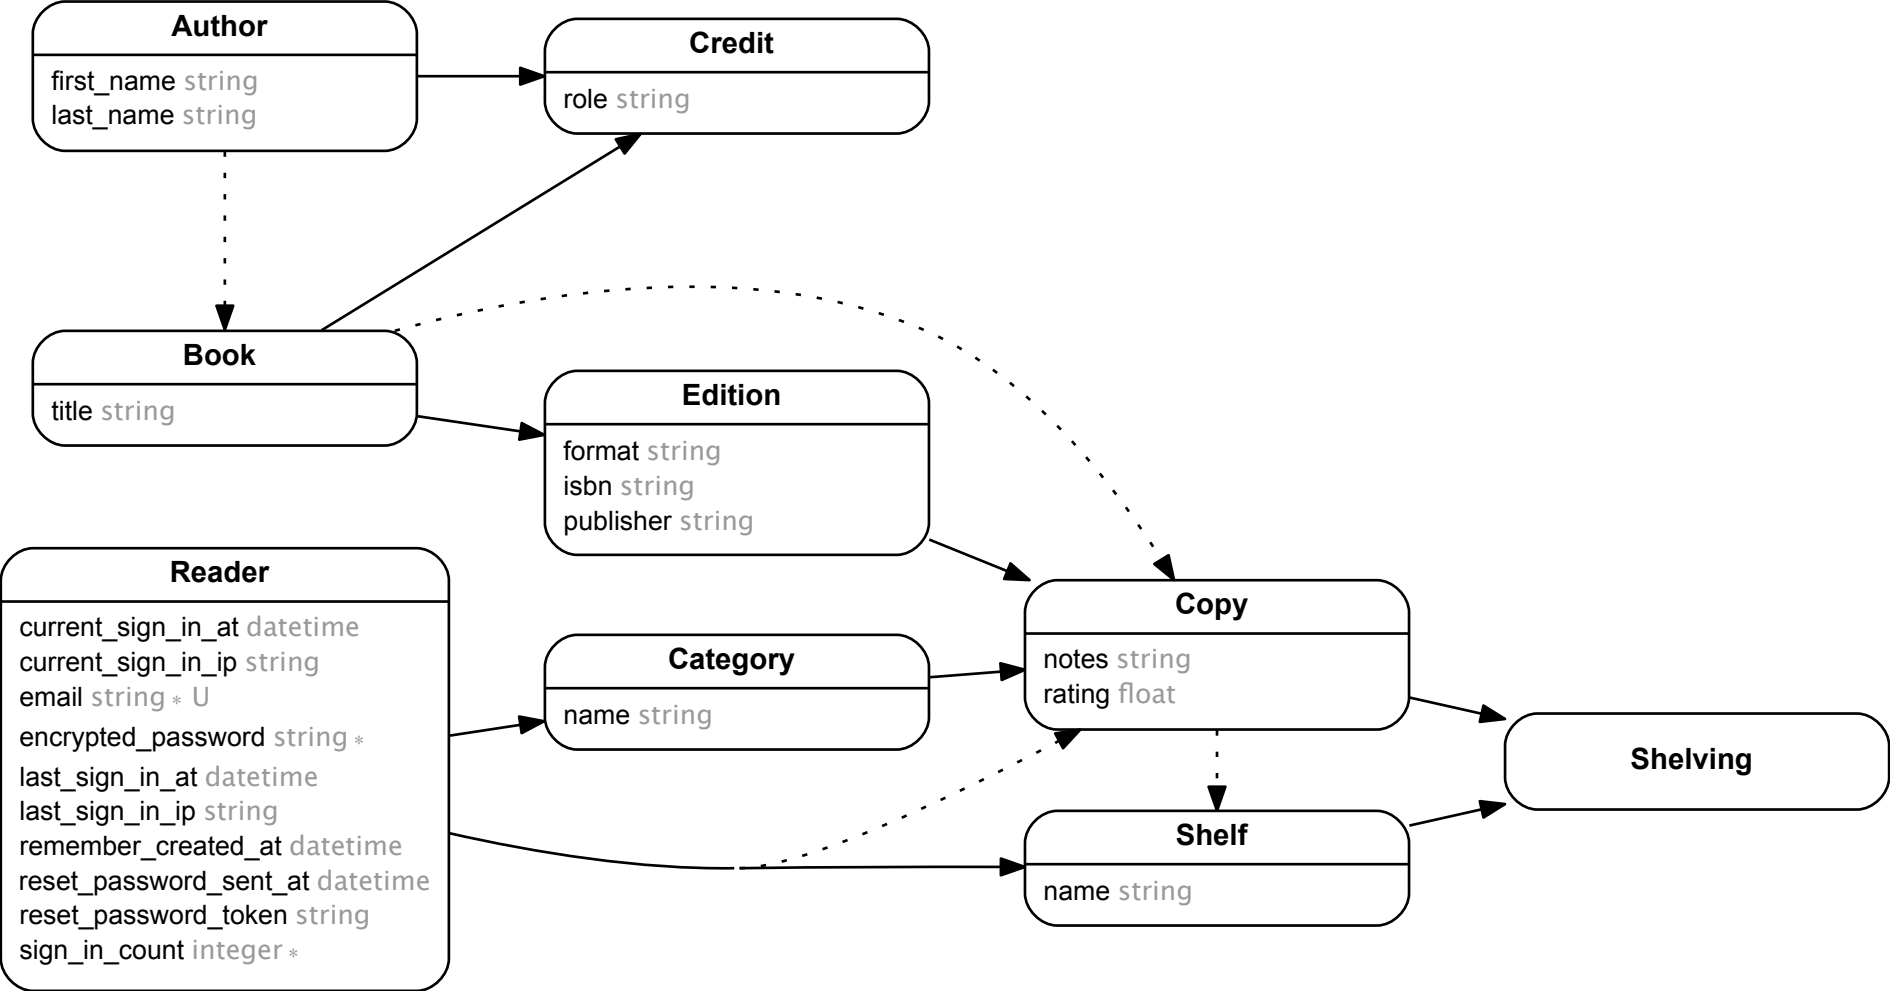 Author
first_name string
last_name string
Credit
role string
Book
title string
Edition
format string
isbn string
publisher string
Reader
current_sign_in_at datetime
current_sign_in_ip string
email string * U
encrypted_password string *
last_sign_in_at datetime
last_sign_in_ip string
remember_created_at datetime
reset_password_sent_at datetime
reset_password_token string
sign_in_count integer *
Category
name string
Copy
notes string
rating float
Shelf
name string
Shelving